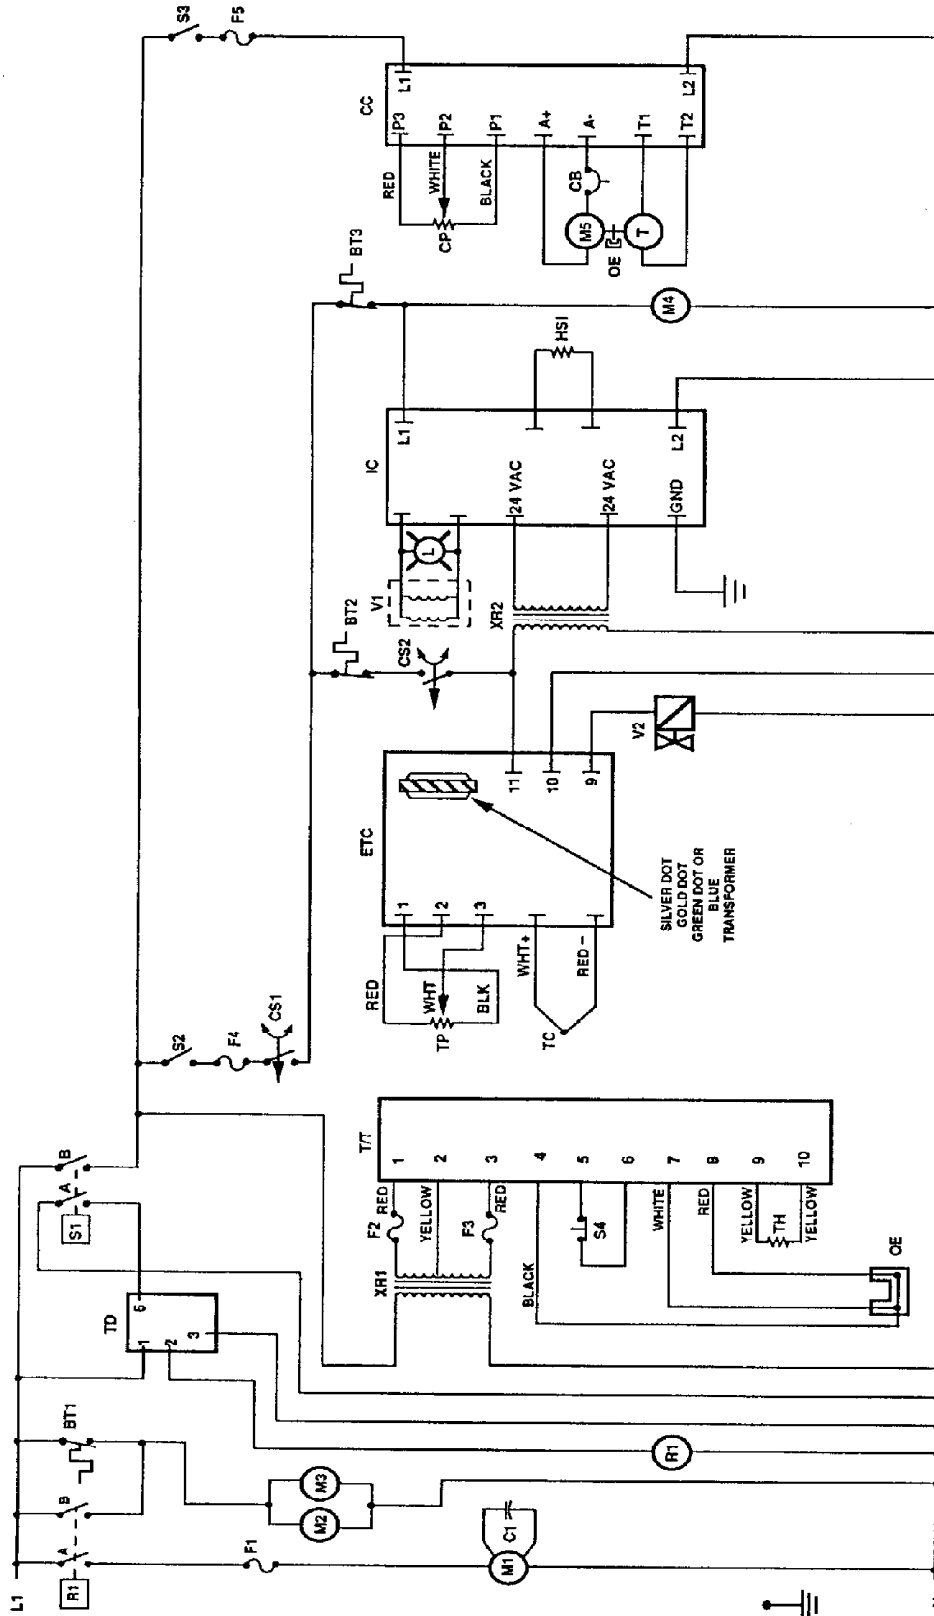 L1
R1
A
B
BT1
F1
M1
C1
M2
M3
R1
TD
1
2
3
6
S1
A
B
XR1
F2
RED
YELLOW
F3
RED
BLACK
S4
WHITE
RED
YELLOW
TH
YELLOW
OE
T/T
1
2
3
4
5
6
7
8
9
10
S2
F4
CS1
RED
WHT
BLK
TP
WHT +
RED -
TC
ETC
1
2
3
11
10
9
SILVER DOT
GOLD DOT
GREEN DOT OR
BLUE
TRANSFORMER
V2
BT2
CS2
XR2
V1
L
IC
L1
24 VAC
24 VAC
GND
L2
HSI
BT3
M4
S3
F5
CC
L1
P3
P2
P1
A+
A-
T1
T2
L2
RED
WHITE
BLACK
CP
CB
M5
OE
T